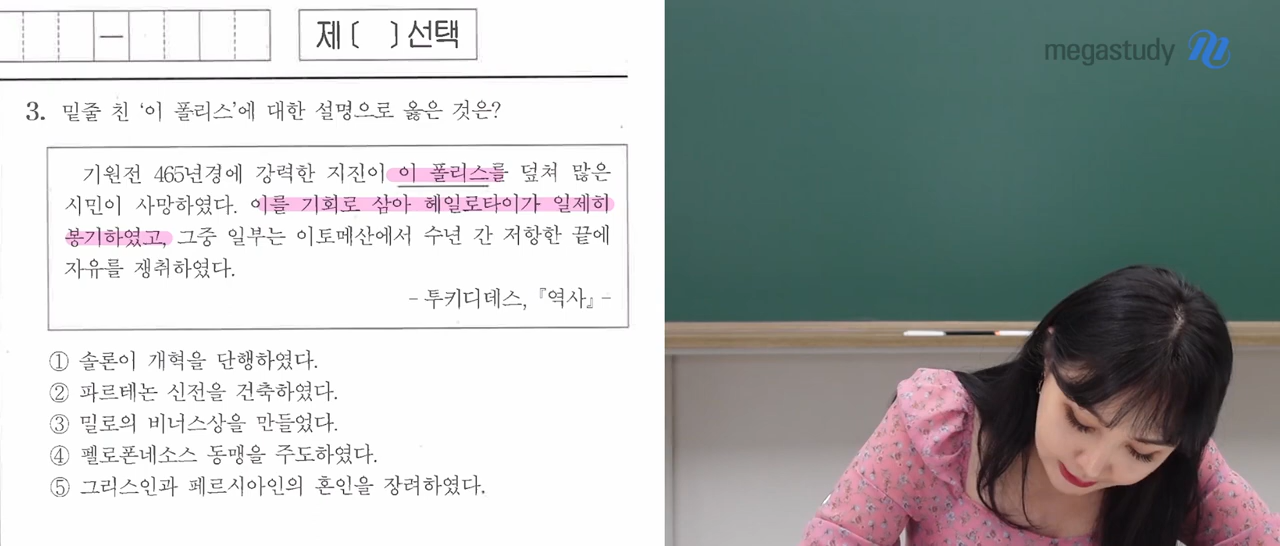 제 ( ) 선택
megastudy
3. 밑줄 친 ‘이 폴리스’에 대한 설명으로 옳은 것은?
기원전 465년경에 강력한 지진이 이 폴리스를 덮쳐 많은
시민이 사망하였다. 이를 기회로 삼아 헤일로타이가 일제히
봉기하였고, 그중 일부는 이토메산에서 수년 간 저항한 끝에
자유를 쟁취하였다.
- 투키디데스, 『역사』 -
① 솔론이 개혁을 단행하였다.
② 파르테논 신전을 건축하였다.
③ 밀로의 비너스상을 만들었다.
④ 펠로폰네소스 동맹을 주도하였다.
⑤ 그리스인과 페르시아인의 혼인을 장려하였다.